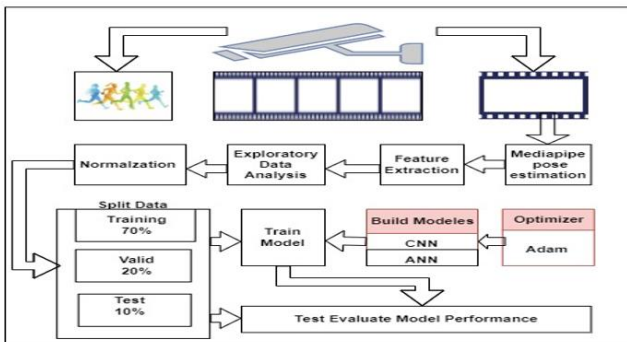 Normalzation
Exploratory
Data
Analysis
Feature
Extraction
Mediapipe
pose
estimation
Split Data
Training
70%
Valid
20%
Test
10%
Train
Model
Build Modeles
CNN
ANN
Optimizer
Adam
Test Evaluate Model Performance